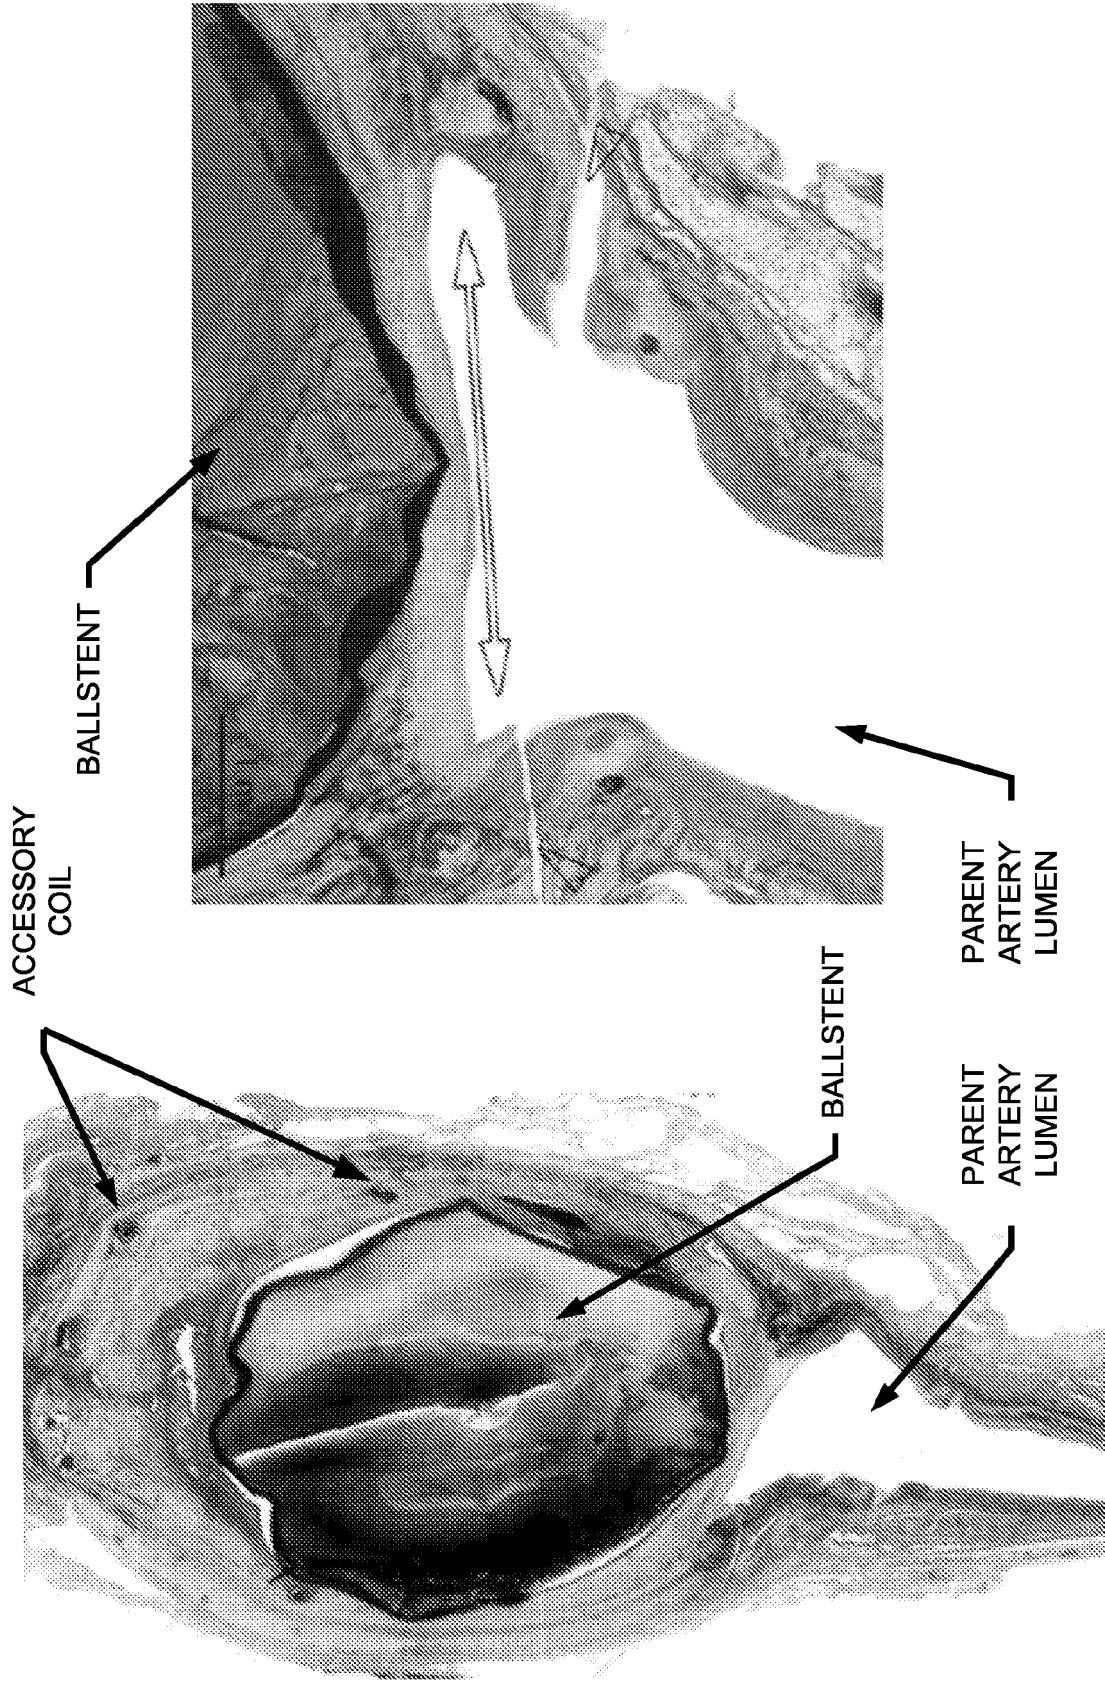 ACCESSORY
COIL
BALLSTENT
BALLSTENT
PARENT
ARTERY
LUMEN
PARENT
ARTERY
LUMEN